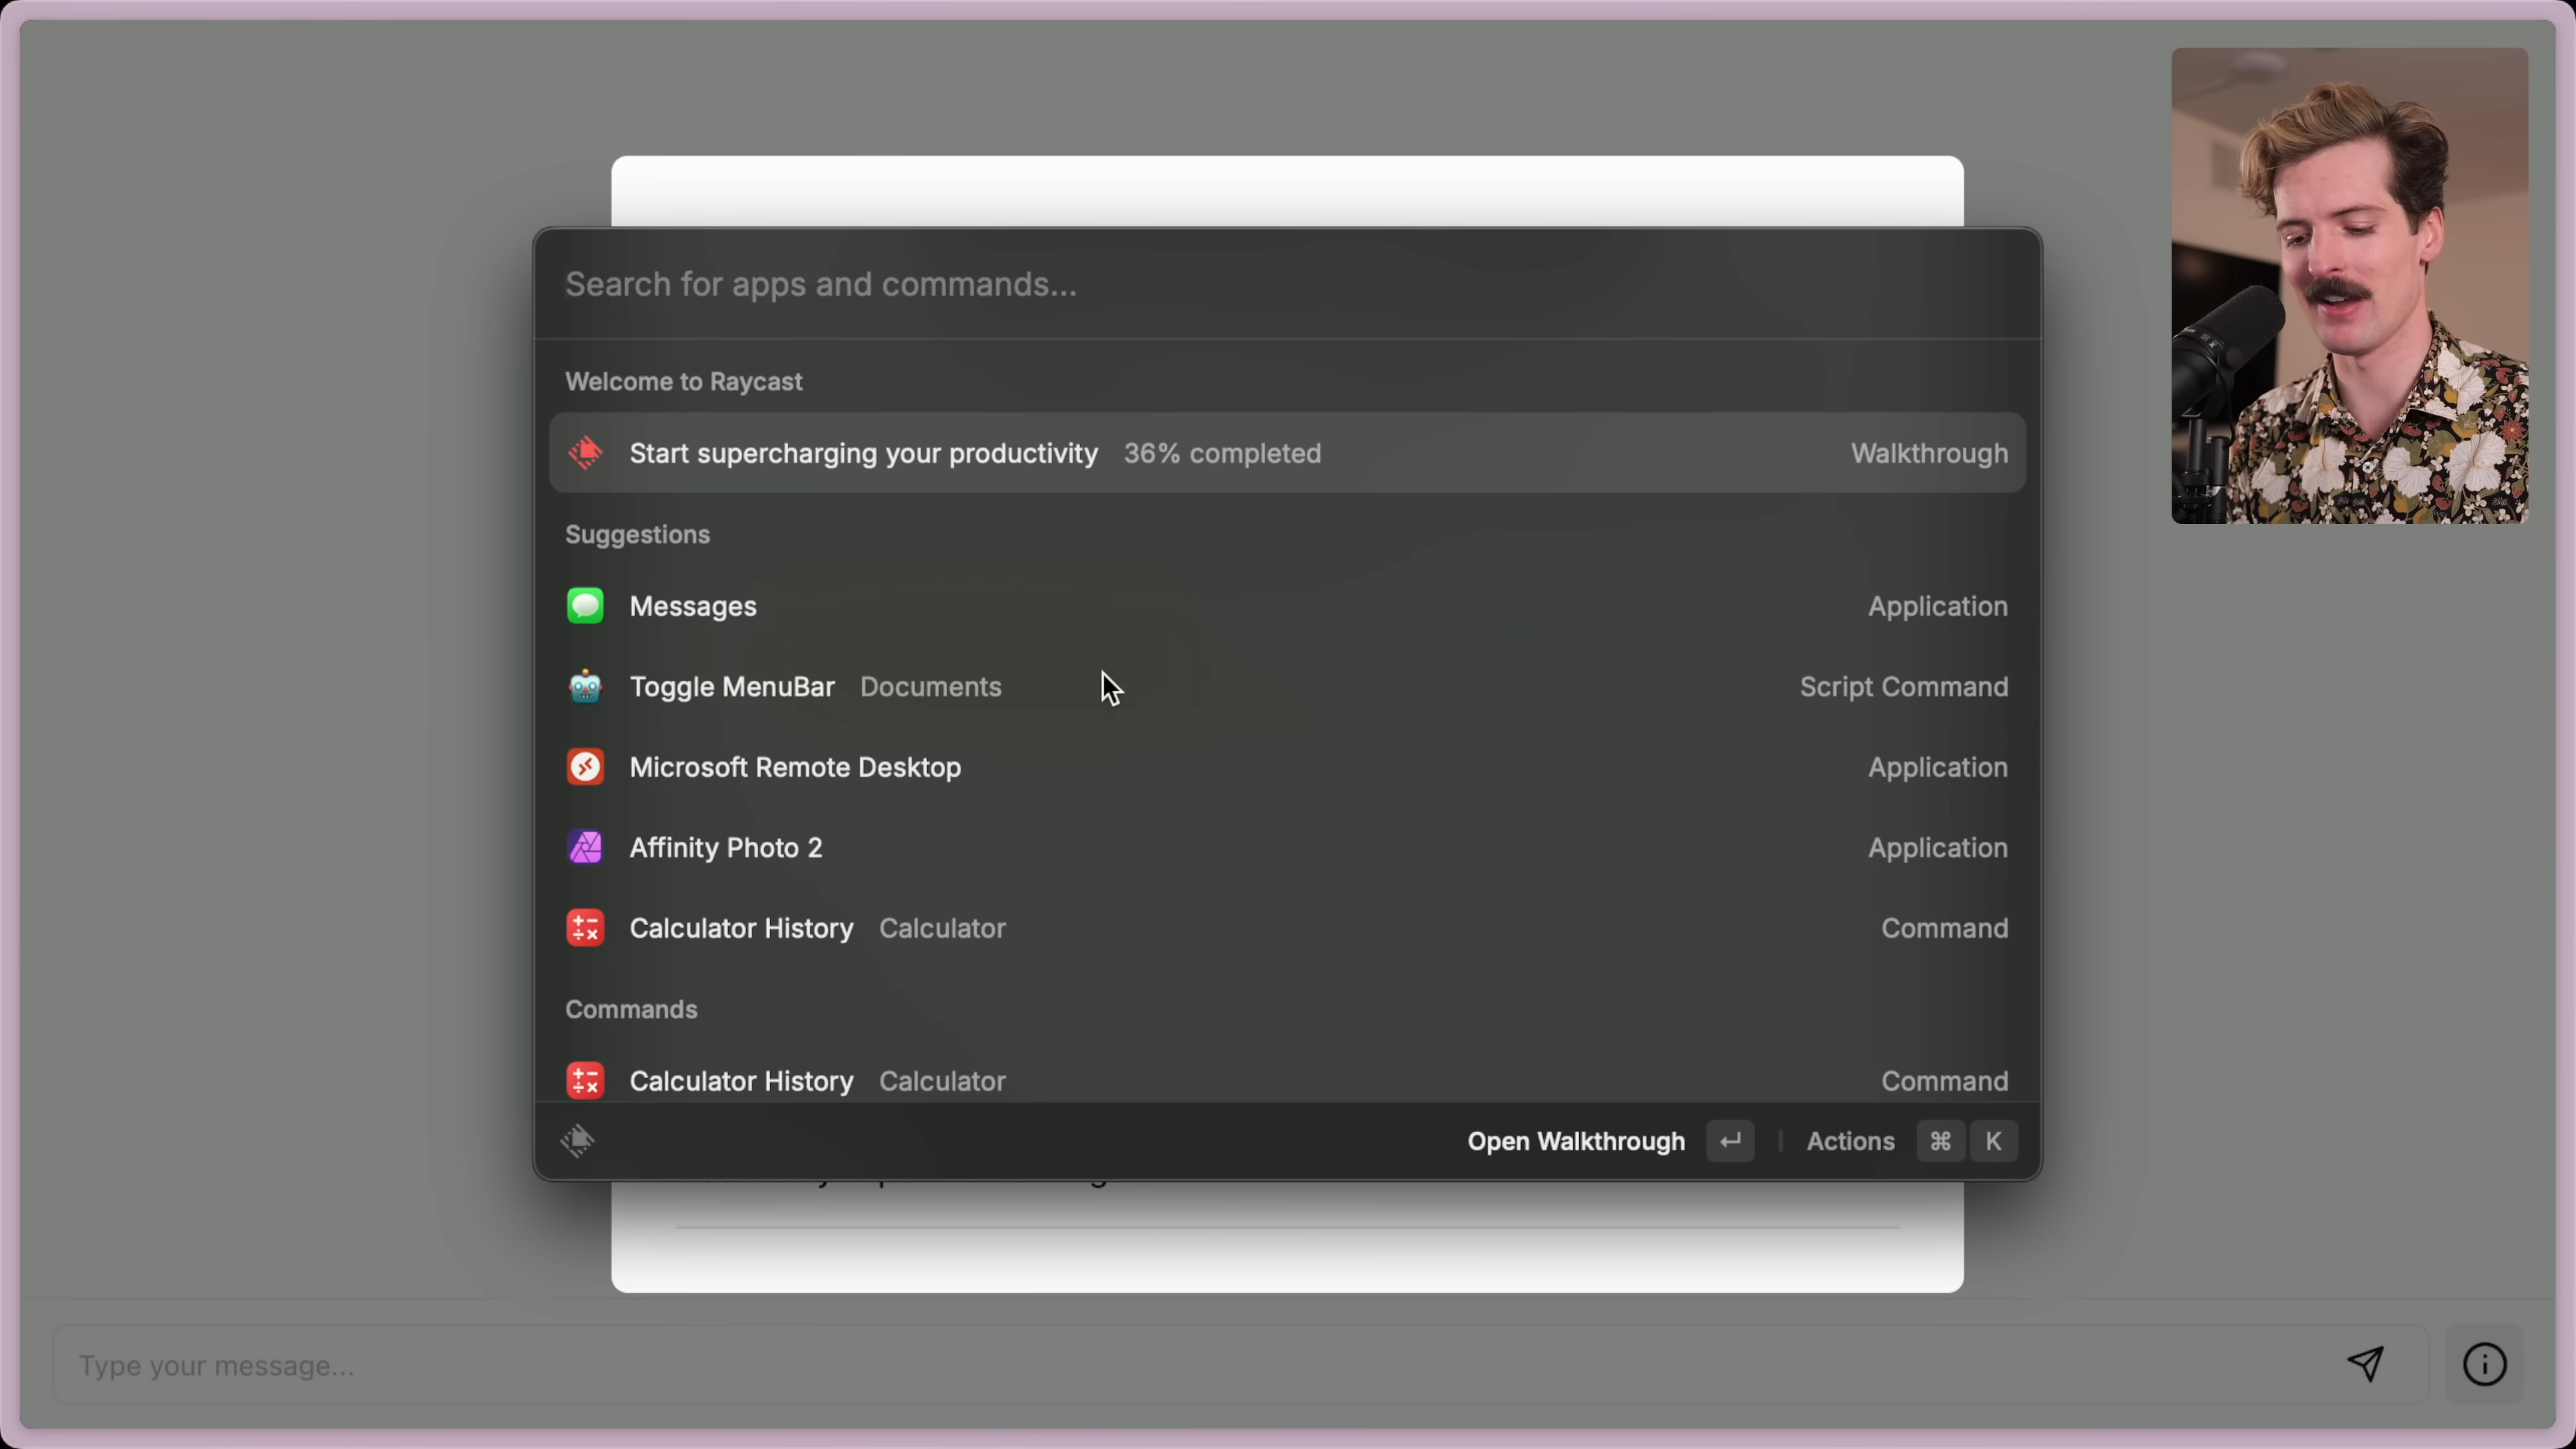 Search for apps and commands...
Welcome to Raycast
Start supercharging your productivity 36% completed Walkthrough
Suggestions
Messages Application
Toggle MenuBar Documents Script Command
Microsoft Remote Desktop Application
Affinity Photo 2 Application
Calculator History Calculator Command
Commands
Calculator History Calculator Command
Open Walkthrough Actions ⌘ K
Type your message...